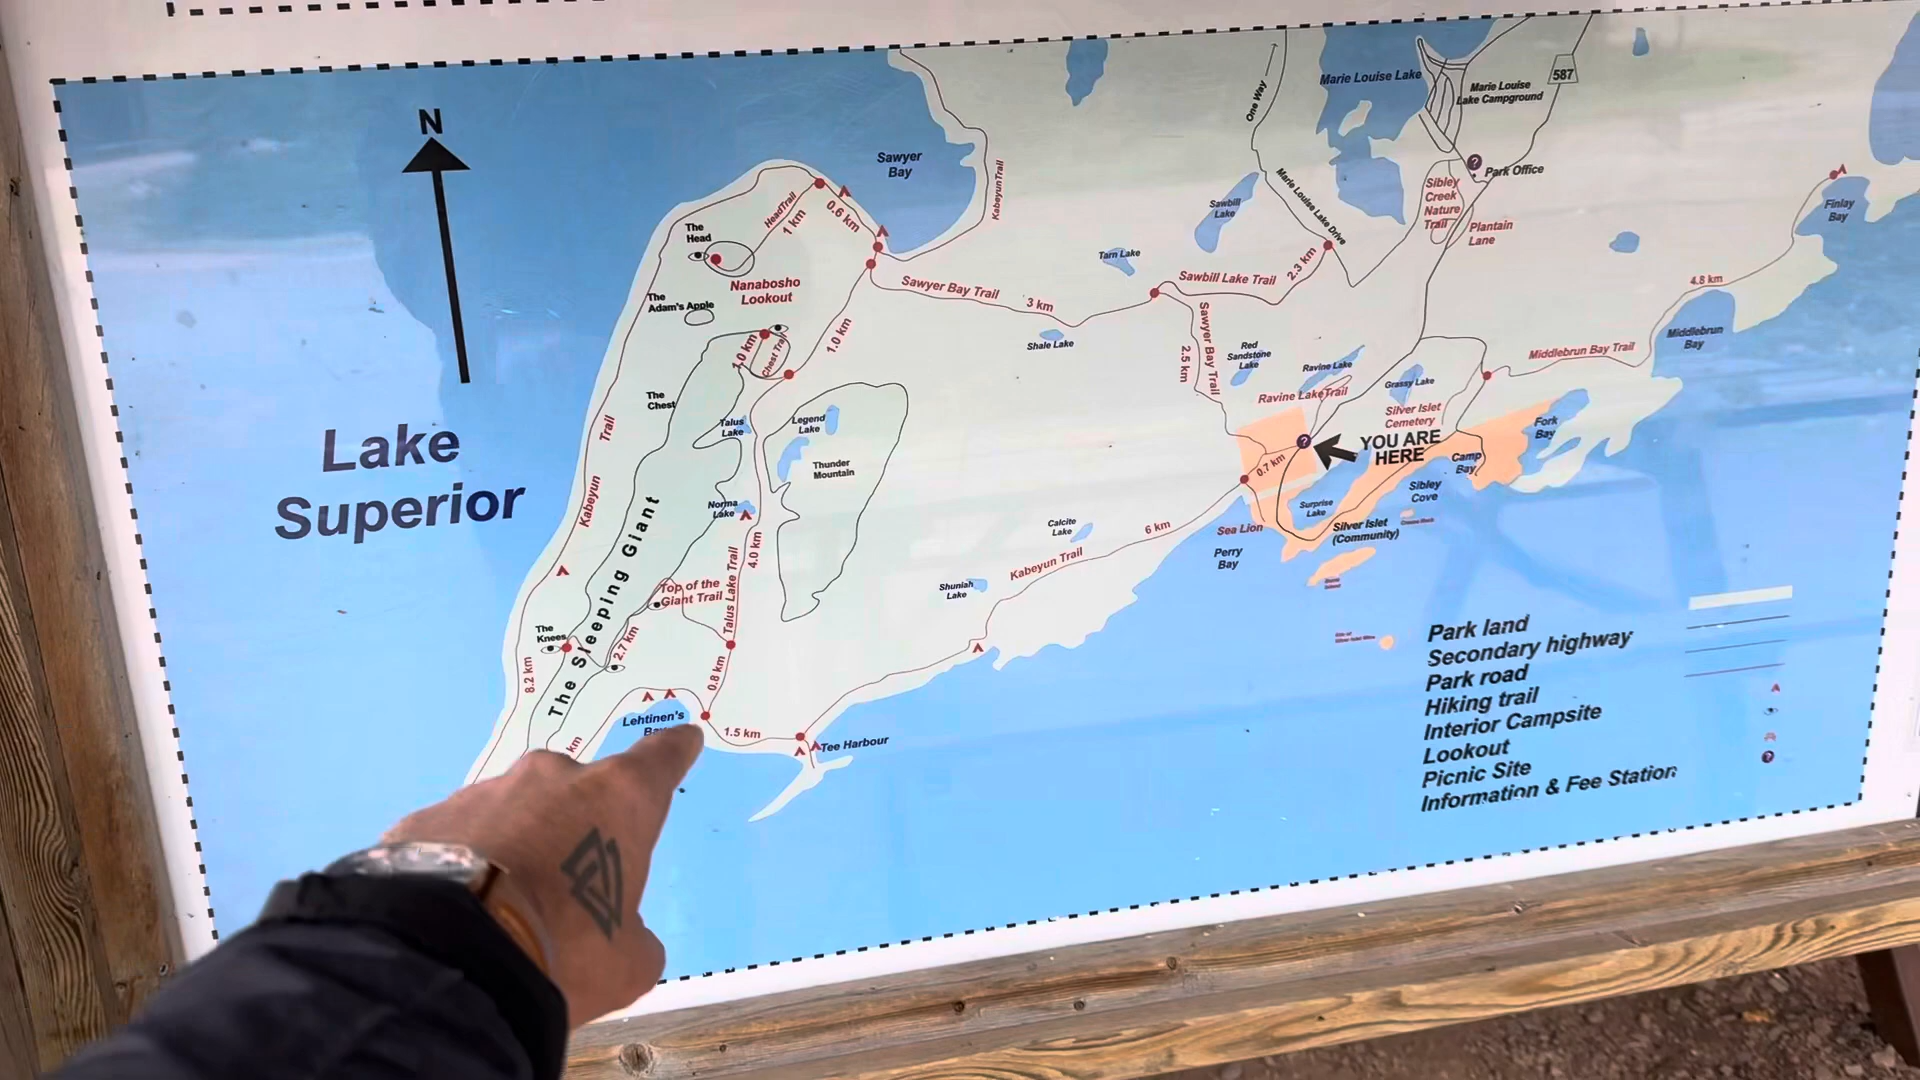 N
Lake
Superior
Sawyer
Bay
Kabeyun Trail
One Way
Marie Louise Lake
587
Marie Louise
Lake Campground
Park Office
Marie Louise Lake Drive
Sibley
Creek
Nature
Trail
Plantain
Lane
Finlay
Bay
The
Head
Head Trail
1 km
0.6 km
Nanabosho
Lookout
The
Adam's Apple
Sawbill
Lake
Tarn Lake
Sawyer Bay Trail
3 km
Sawbill Lake Trail
2.3 km
4.8 km
Middlebrun
Bay
Middlebrun Bay Trail
1.0 km
Chest Trail
1.0 km
Shale Lake
Sawyer Bay Trail
2.5 km
Red
Sandstone
Lake
Ravine Lake
Ravine Lake Trail
Grassy Lake
Silver Islet
Cemetery
The
Chest
Talus
Lake
Legend
Lake
Thunder
Mountain
Kabeyun Trail
YOU ARE
HERE
0.7 km
Fork
Bay
Camp
Bay
Sibley
Cove
Surprise
Lake
Silver Islet
(Community)
Sea Lion
Perry
Bay
Norma
Lake
4.0 km
Talus Lake Trail
Calcite
Lake
6 km
Kabeyun Trail
Shuniah
Lake
The Sleeping Giant
Top of the
Giant Trail
The
Knees
2.7 km
8.2 km
0.8 km
Lehtinen's
km
1.5 km
Tee Harbour
Park land
Secondary highway
Park road
Hiking trail
Interior Campsite
Lookout
Picnic Site
Information & Fee Station